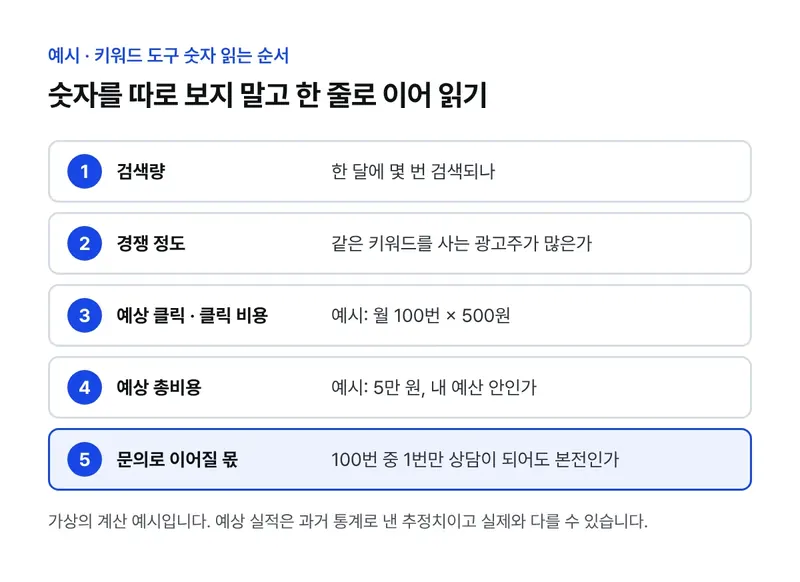 예시 · 키워드 도구 숫자 읽는 순서
숫자를 따로 보지 말고 한 줄로 이어 읽기
1 검색량 한 달에 몇 번 검색되나
2 경쟁 정도 같은 키워드를 사는 광고주가 많은가
3 예상 클릭 · 클릭 비용 예시: 월 100번 × 500원
4 예상 총비용 예시: 5만 원, 내 예산 안인가
5 문의로 이어질 몫 100번 중 1번만 상담이 되어도 본전인가
가상의 계산 예시입니다. 예상 실적은 과거 통계로 낸 추정치이고 실제와 다를 수 있습니다.